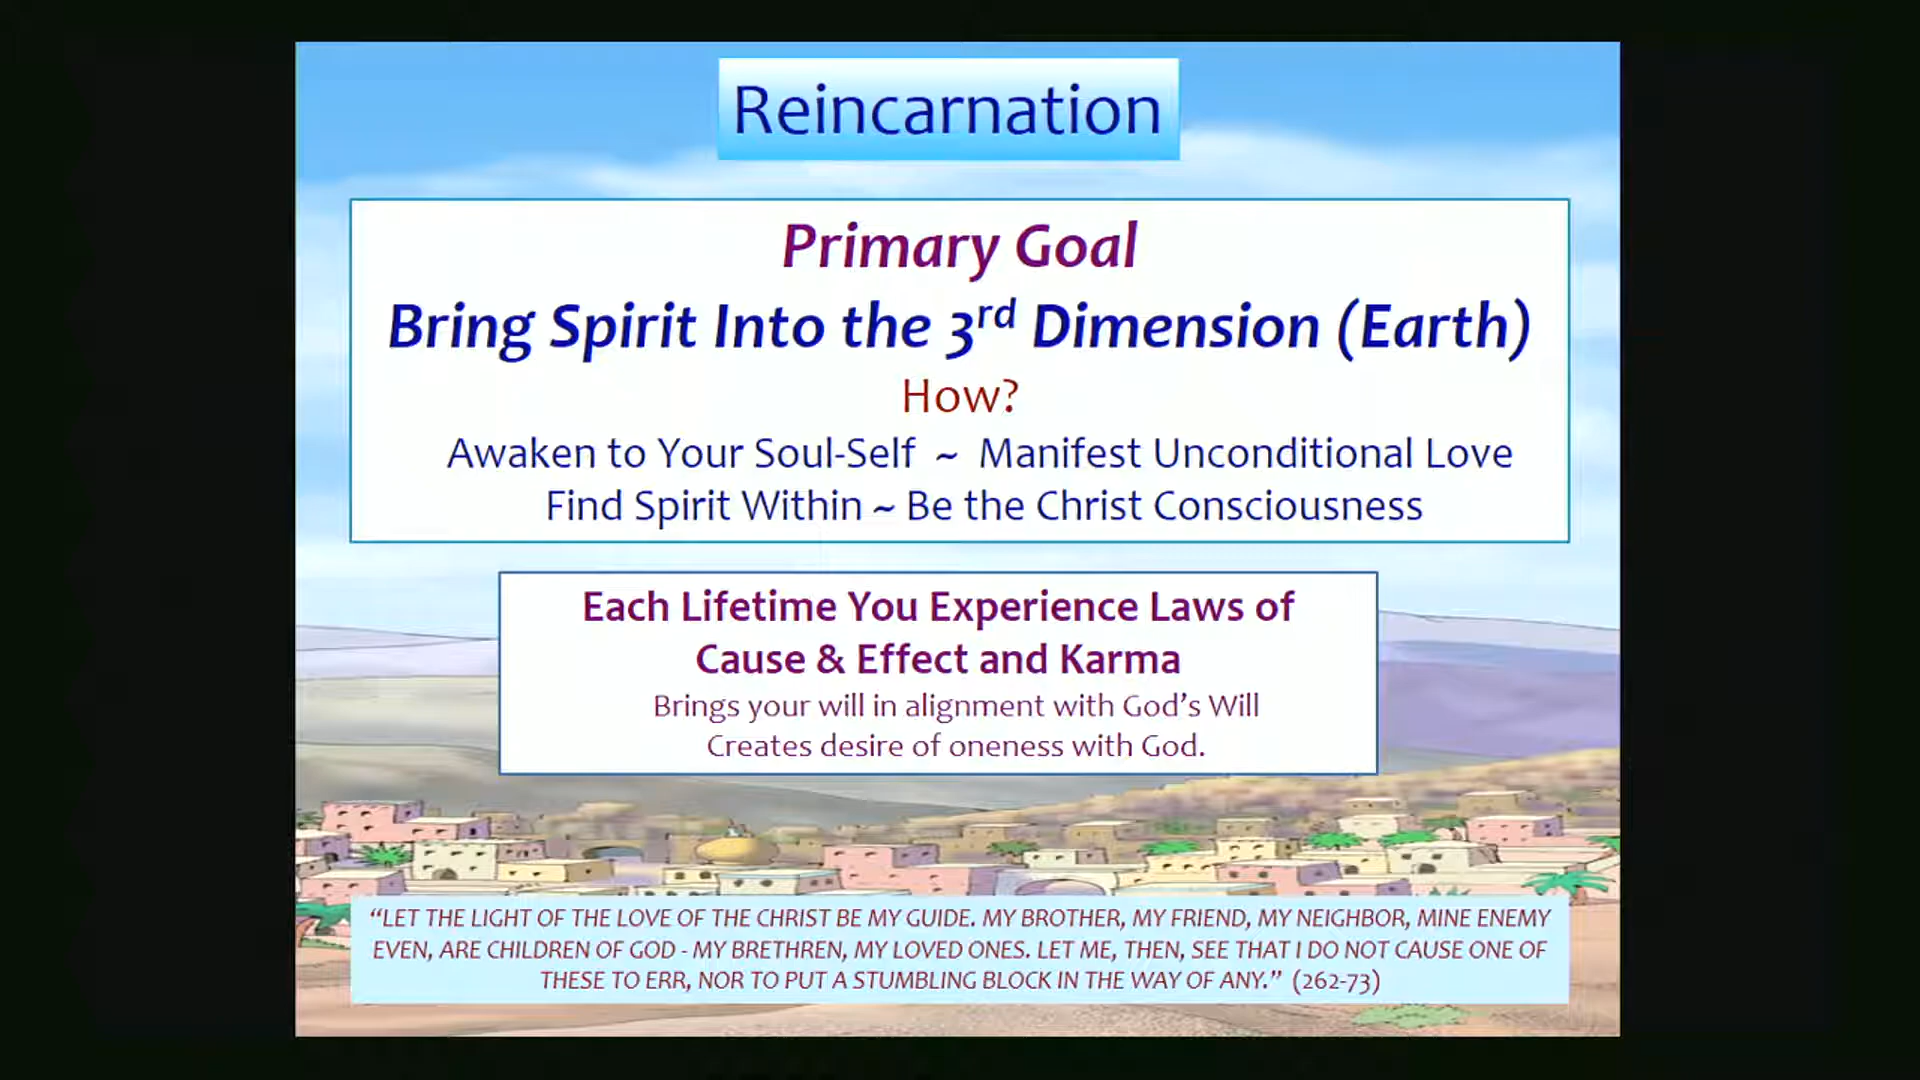 Reincarnation
Primary Goal
Bring Spirit Into the 3rd Dimension (Earth)
How?
Awaken to Your Soul-Self ~ Manifest Unconditional Love
Find Spirit Within ~ Be the Christ Consciousness
Each Lifetime You Experience Laws of
Cause & Effect and Karma
Brings your will in alignment with God’s Will
Creates desire of oneness with God.
“LET THE LIGHT OF THE LOVE OF THE CHRIST BE MY GUIDE. MY BROTHER, MY FRIEND, MY NEIGHBOR, MINE ENEMY
EVEN, ARE CHILDREN OF GOD - MY BRETHREN, MY LOVED ONES. LET ME, THEN, SEE THAT I DO NOT CAUSE ONE OF
THESE TO ERR, NOR TO PUT A STUMBLING BLOCK IN THE WAY OF ANY.” (262-73)